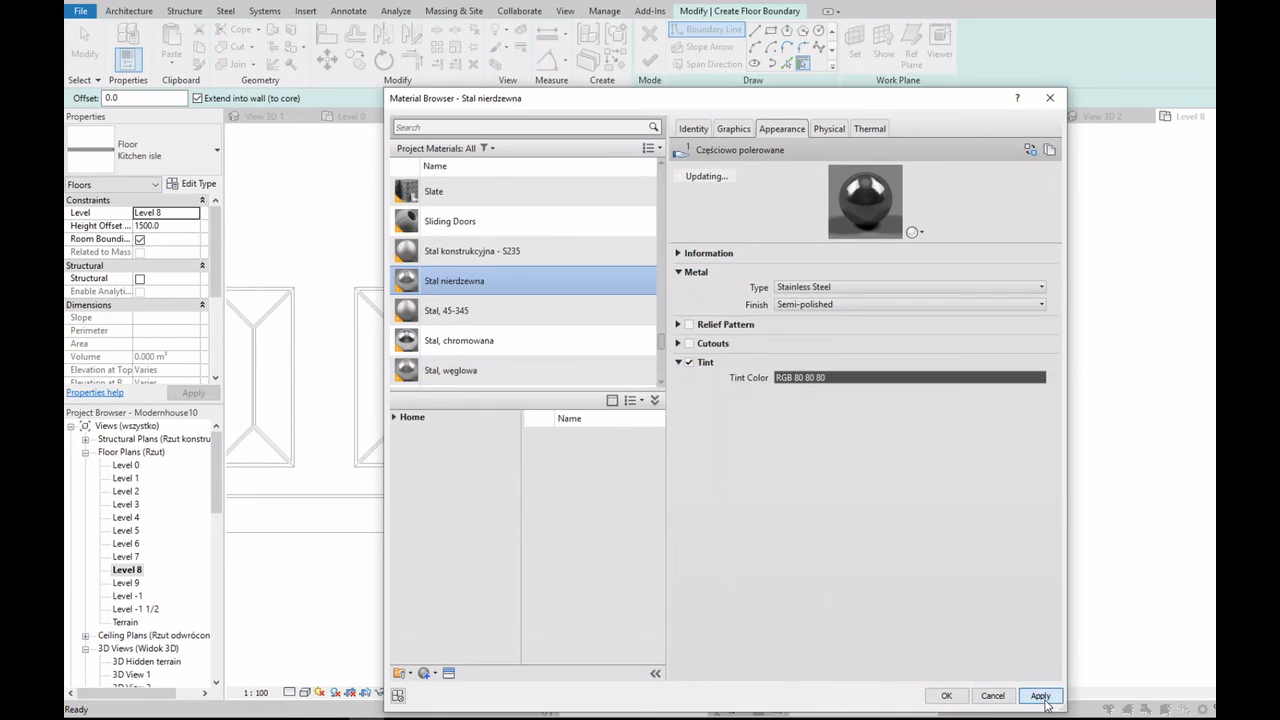 File Architecture Structure Steel Systems Insert Annotate Analyze Massing & Site Collaborate View Manage Add-Ins Modify | Create Floor Boundary
Modify
Paste
Cope
Cut
Join
Boundary Line
Slope Arrow
Span Direction
Set Show Ref Plane Viewer
Select Properties Clipboard Geometry Modify View Measure Create Mode Draw Work Plane
Offset: 0.0 Extend into wall (to core)
Properties
View 3D 1 Level 0 View 3D 2 Level 8
Floor
Kitchen isle
Floors Edit Type
Constraints
Level Level 8
Height Offset ... 1500.0
Room Boundi...
Related to Mass
Structural
Structural
Enable Analyti...
Dimensions
Slope
Perimeter
Area
Volume 0.000 m³
Elevation at Top Varies
Elevation at B Varies
Properties help Apply
Project Browser - Modernhouse10
Views (wszystko)
Structural Plans (Rzut konstru
Floor Plans (Rzut)
Level 0
Level 1
Level 2
Level 3
Level 4
Level 5
Level 6
Level 7
Level 8
Level 9
Level -1
Level -1 1/2
Terrain
Ceiling Plans (Rzut odwrócon
3D Views (Widok 3D)
3D Hidden terrain
3D View 1
Ready
1 : 100
Material Browser - Stal nierdzewna
?
Search
Project Materials: All
Name
Slate
Sliding Doors
Stal konstrukcyjna - S235
Stal nierdzewna
Stal, 45-345
Stal, chromowana
Stal, węglowa
Home
Name
Identity Graphics Appearance Physical Thermal
1 Częściowo polerowane
Updating...
Information
Metal
Type Stainless Steel
Finish Semi-polished
Relief Pattern
Cutouts
Tint
Tint Color RGB 80 80 80
OK Cancel Apply